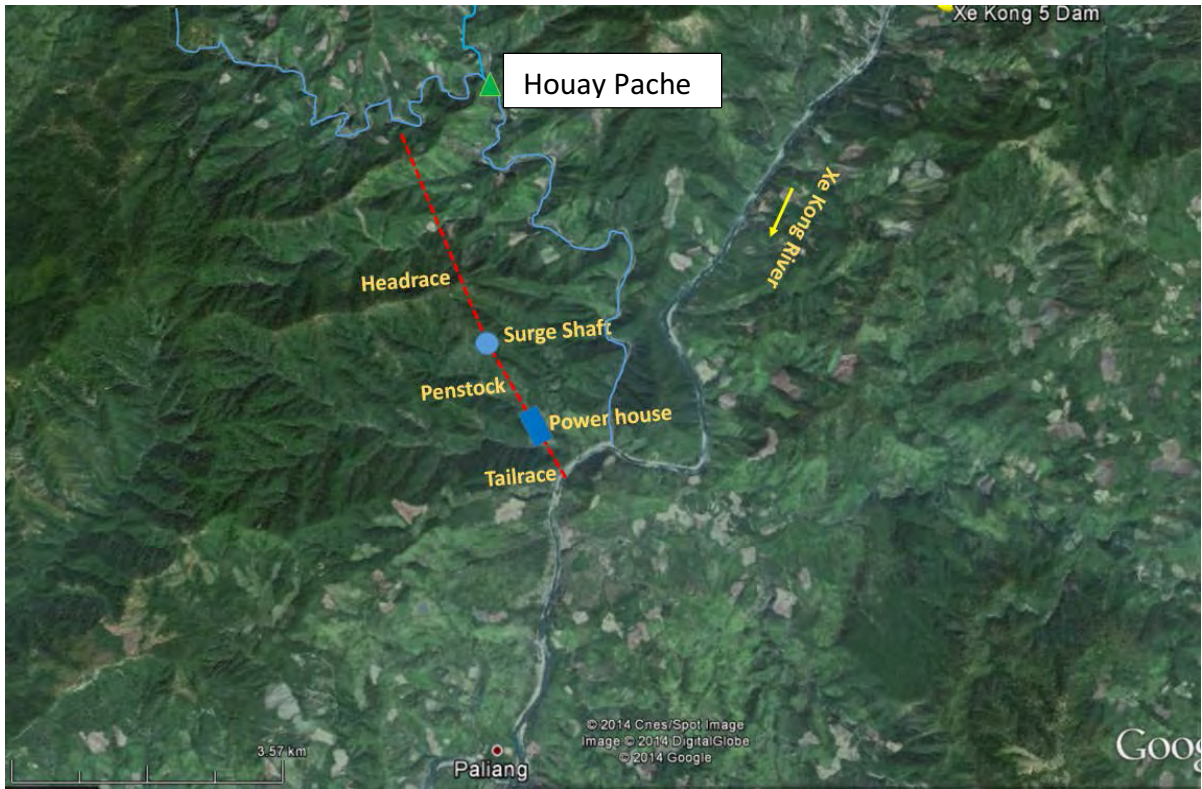 Xe Kong 5 Dam
Houay Pache
Xe Kong River
Headrace
Surge Shaft
Penstock
Power house
Tailrace
3.57 km
© 2014 Cnes/Spot Image
Image © 2014 DigitalGlobe
© 2014 Google
Paliang
Goog